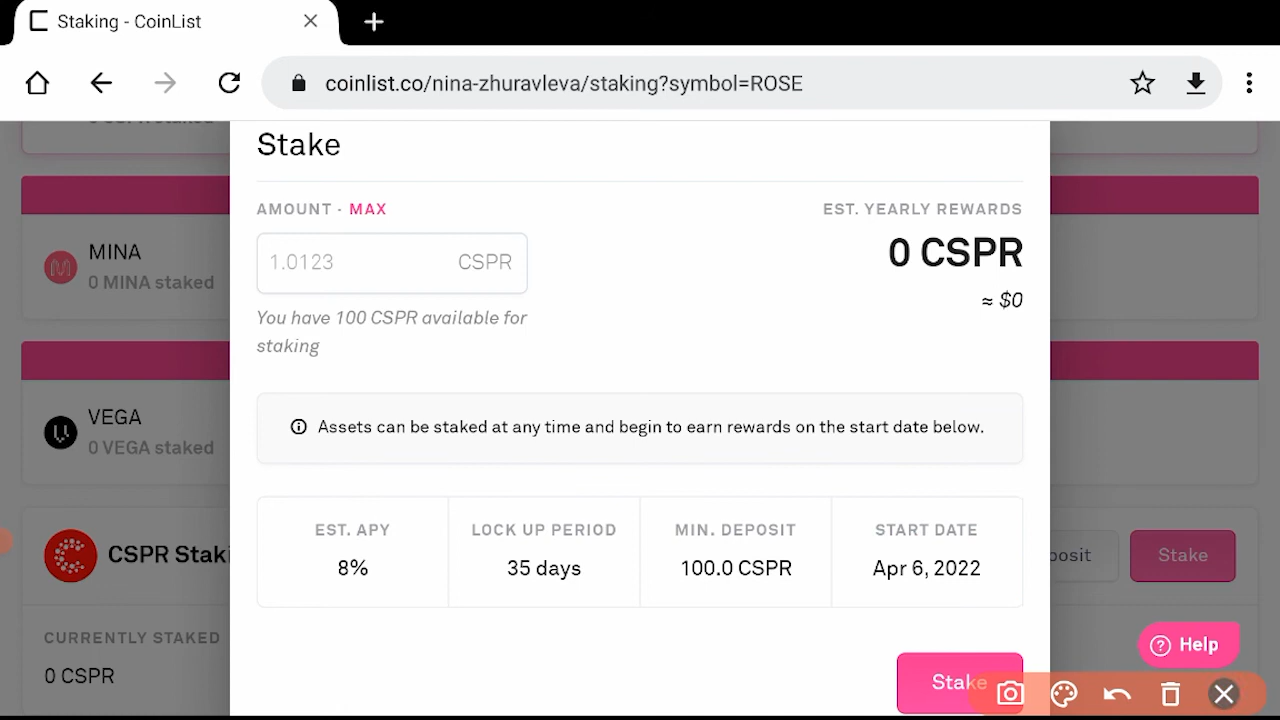 Staking - CoinList
coinlist.co/nina-zhuravleva/staking?symbol=ROSE
Stake
AMOUNT · MAX
EST. YEARLY REWARDS
1.0123 CSPR
0 CSPR
≈ $0
You have 100 CSPR available for
staking
MINA
0 MINA staked
VEGA
0 VEGA staked
Assets can be staked at any time and begin to earn rewards on the start date below.
EST. APY
8%
LOCK UP PERIOD
35 days
MIN. DEPOSIT
100.0 CSPR
START DATE
Apr 6, 2022
CSPR Staki
posit
Stake
CURRENTLY STAKED
0 CSPR
Help
Stake